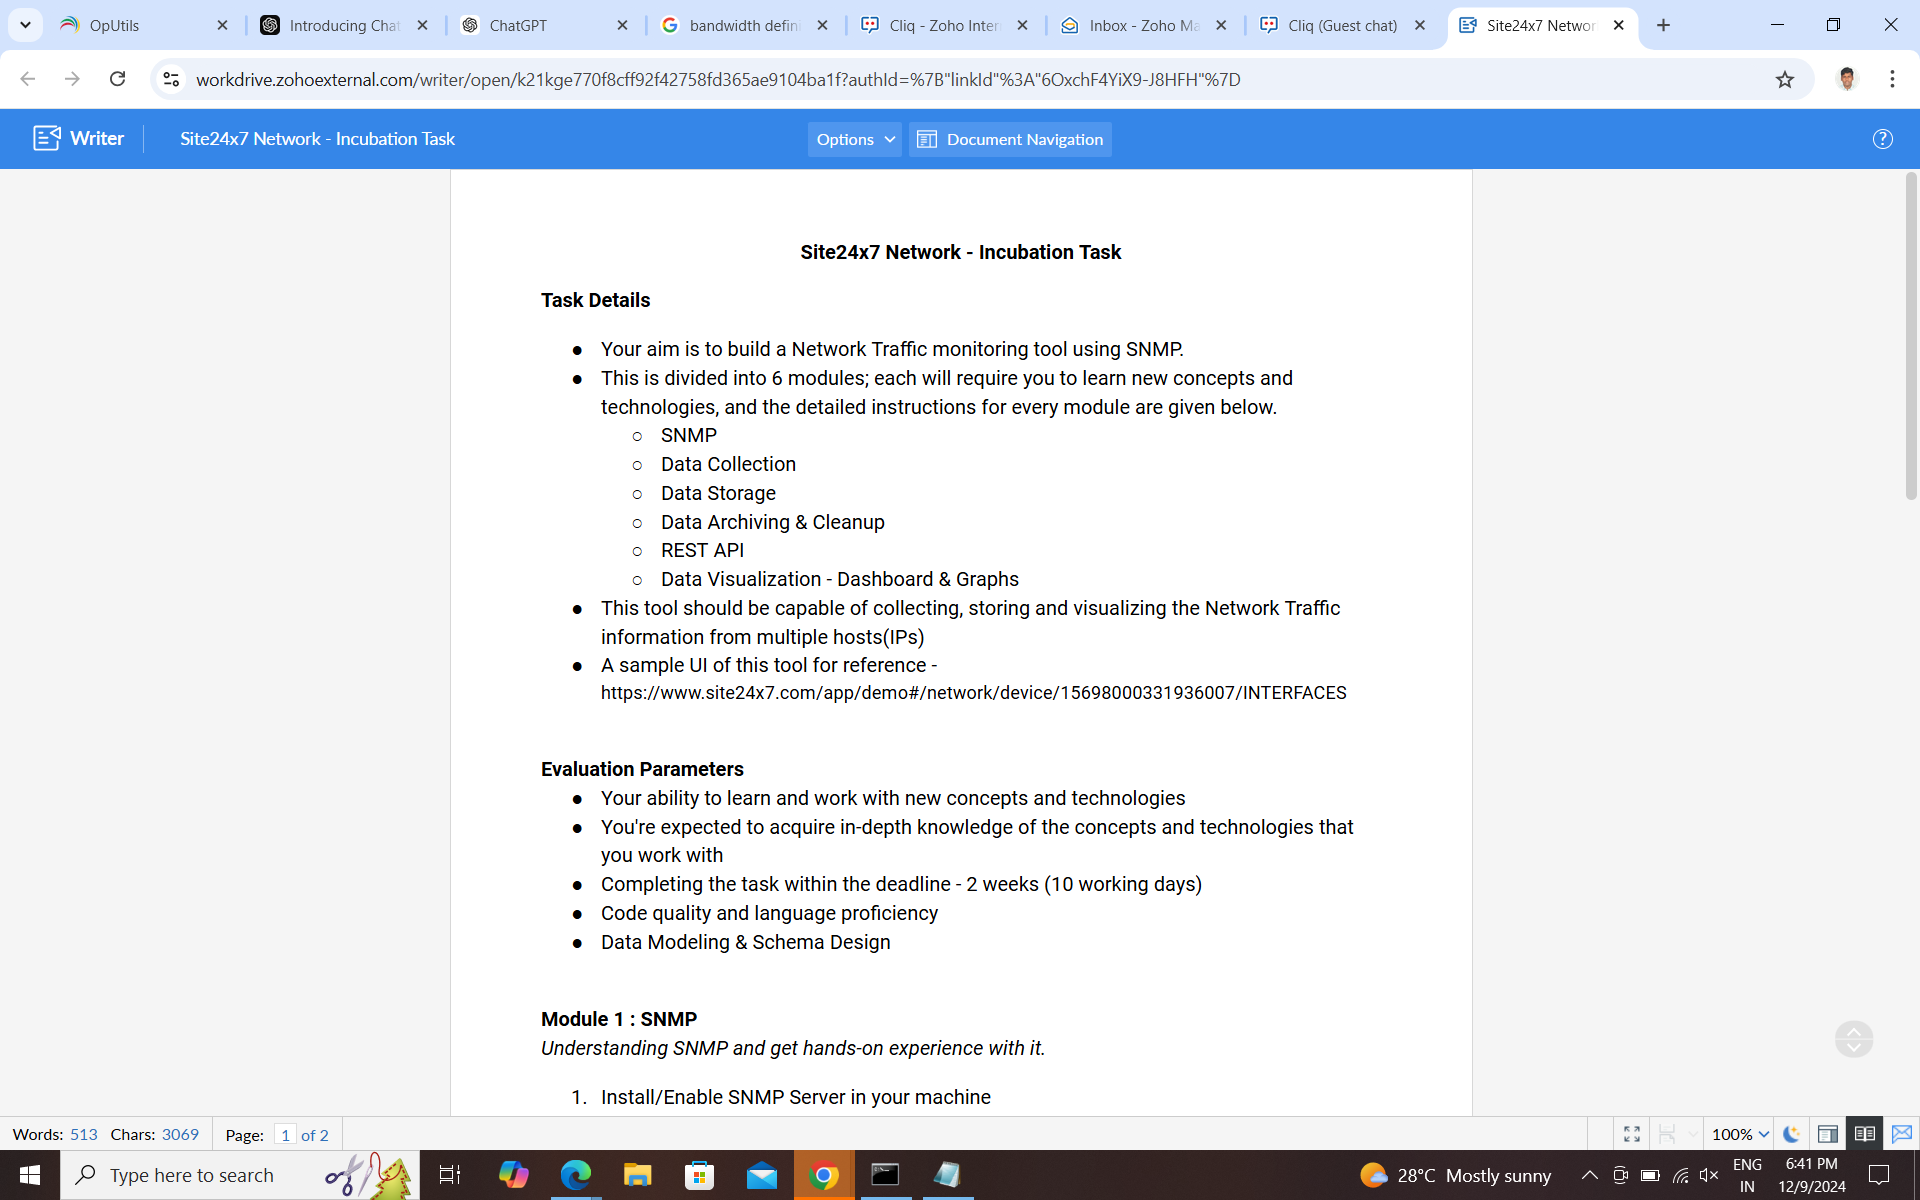 OpUtils
Introducing Chat
ChatGPT
bandwidth defini
Cliq - Zoho Inter
Inbox - Zoho Ma
Cliq (Guest chat)
Site24x7 Networ
workdrive.zohoexternal.com/writer/open/k21kge770f8cff92f42758fd365ae9104ba1f?authId=%7B"linkId"%3A"6OxchF4YiX9-J8HFH"%7D
Writer
Site24x7 Network - Incubation Task
Options
Document Navigation
Site24x7 Network - Incubation Task
Task Details
● Your aim is to build a Network Traffic monitoring tool using SNMP.
● This is divided into 6 modules; each will require you to learn new concepts and
technologies, and the detailed instructions for every module are given below.
○ SNMP
○ Data Collection
○ Data Storage
○ Data Archiving & Cleanup
○ REST API
○ Data Visualization - Dashboard & Graphs
● This tool should be capable of collecting, storing and visualizing the Network Traffic
information from multiple hosts(IPs)
● A sample UI of this tool for reference -
https://www.site24x7.com/app/demo#/network/device/15698000331936007/INTERFACES
Evaluation Parameters
● Your ability to learn and work with new concepts and technologies
● You're expected to acquire in-depth knowledge of the concepts and technologies that
you work with
● Completing the task within the deadline - 2 weeks (10 working days)
● Code quality and language proficiency
● Data Modeling & Schema Design
Module 1 : SNMP
Understanding SNMP and get hands-on experience with it.
1. Install/Enable SNMP Server in your machine
Words: 513 Chars: 3069 Page: 1 of 2
100%
Type here to search
28°C Mostly sunny
ENG
IN
6:41 PM
12/9/2024